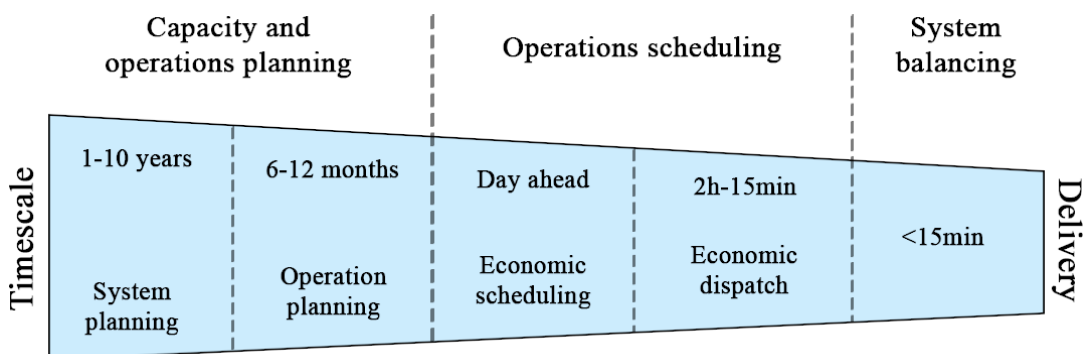 Capacity and
operations planning
Operations scheduling
System
balancing
Timescale
1-10 years
6-12 months
Day ahead
2h-15min
<15min
System
planning
Operation
planning
Economic
scheduling
Economic
dispatch
Delivery